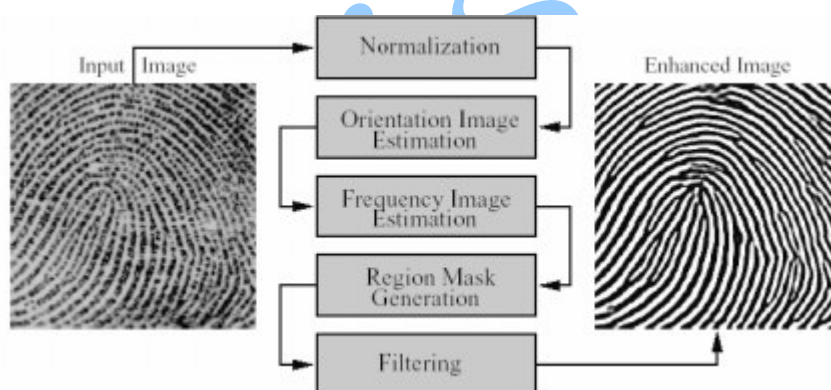 Input Image
Normalization
Enhanced Image
Orientation Image
Estimation
Frequency Image
Estimation
Region Mask
Generation
Filtering